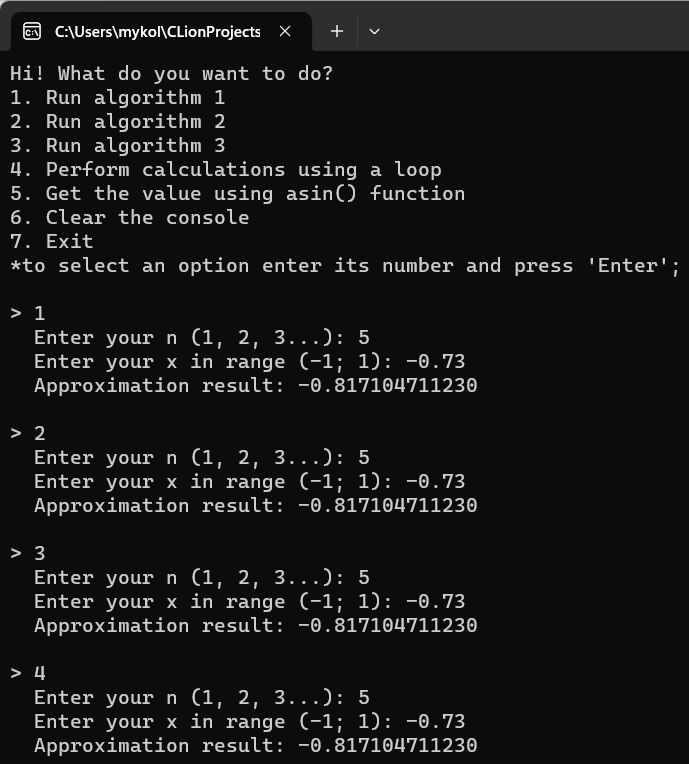 C:\Users\mykol\CLionProjects
Hi! What do you want to do?
1. Run algorithm 1
2. Run algorithm 2
3. Run algorithm 3
4. Perform calculations using a loop
5. Get the value using asin() function
6. Clear the console
7. Exit
*to select an option enter its number and press 'Enter';
> 1
Enter your n (1, 2, 3...): 5
Enter your x in range (-1; 1): -0.73
Approximation result: -0.817104711230
> 2
Enter your n (1, 2, 3...): 5
Enter your x in range (-1; 1): -0.73
Approximation result: -0.817104711230
> 3
Enter your n (1, 2, 3...): 5
Enter your x in range (-1; 1): -0.73
Approximation result: -0.817104711230
> 4
Enter your n (1, 2, 3...): 5
Enter your x in range (-1; 1): -0.73
Approximation result: -0.817104711230